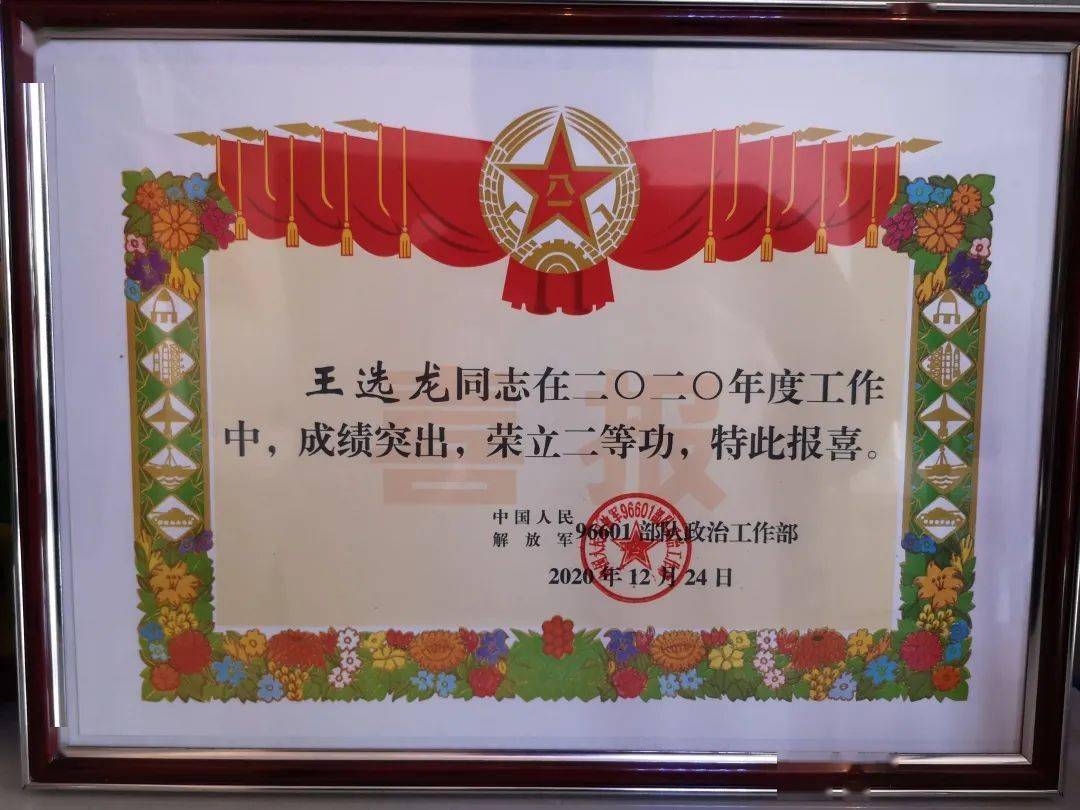 八一
喜报
王选龙同志在二〇二〇年度工作
中，成绩突出，荣立二等功，特此报喜。
中国人民
解放军 96601部队政治工作部
2020年12月24日